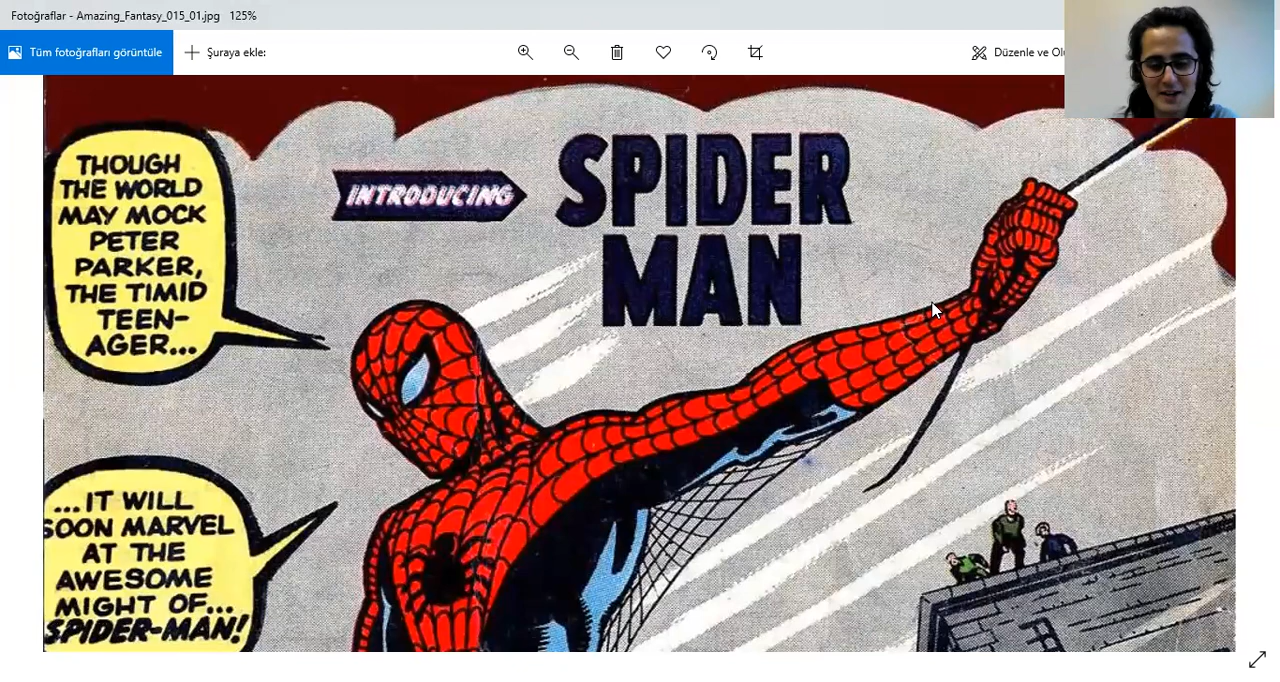 Fotoğraflar - Amazing_Fantasy_015_01.jpg   125%
Tüm fotoğrafları görüntüle
Şuraya ekle:
Düzenle ve
THOUGH
THE WORLD
MAY MOCK
PETER
PARKER,
THE TIMID
TEEN-
AGER...
INTRODUCING
SPIDER
MAN
...IT WILL
SOON MARVEL
AT THE
AWESOME
MIGHT OF...
SPIDER-MAN!